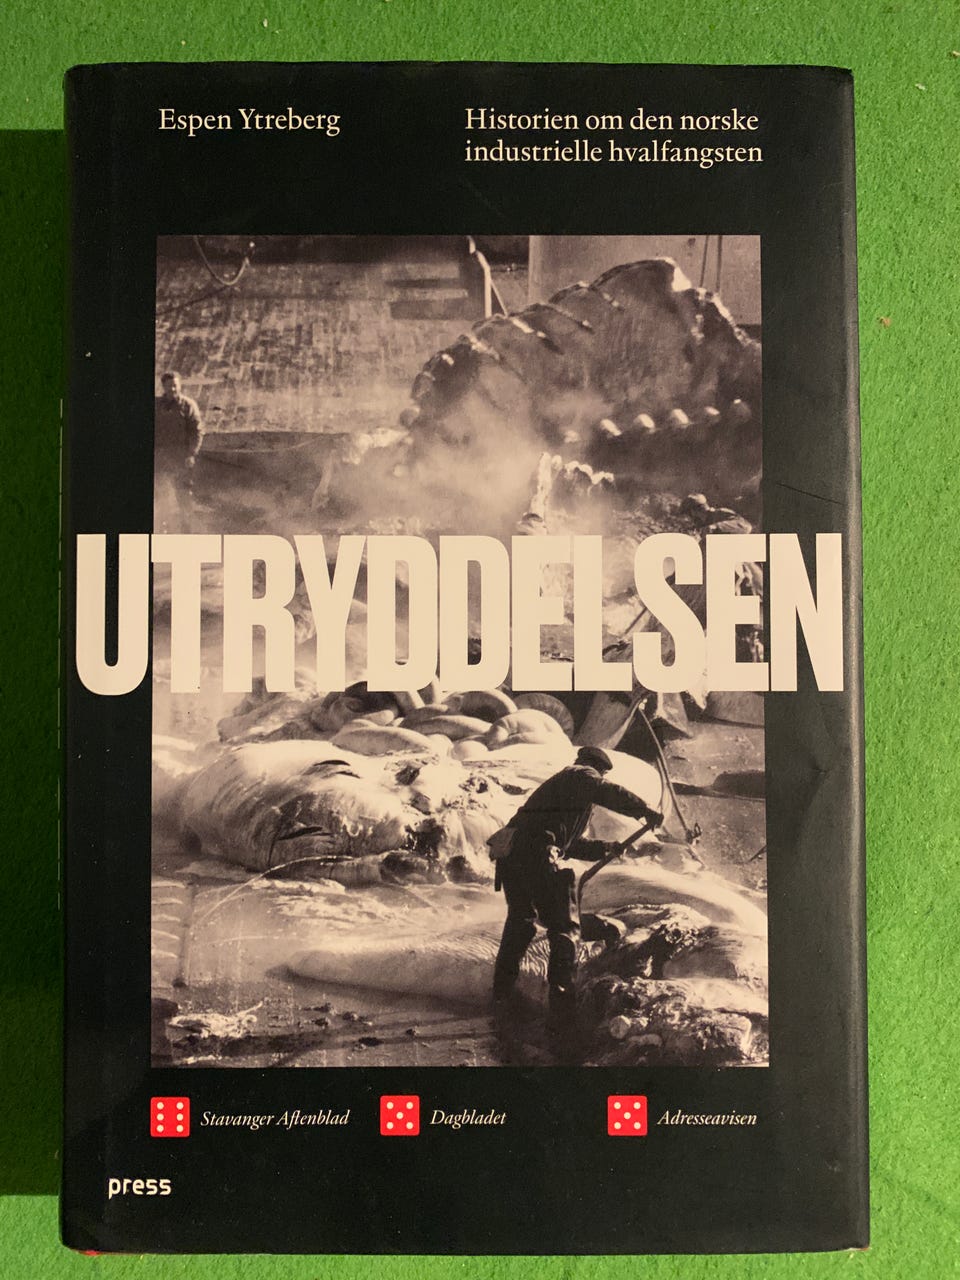 Espen Ytreberg
Historien om den norske
industrielle hvalfangsten
UTRYDDELSEN
Stavanger Aftenblad
Dagbladet
Adresseavisen
press